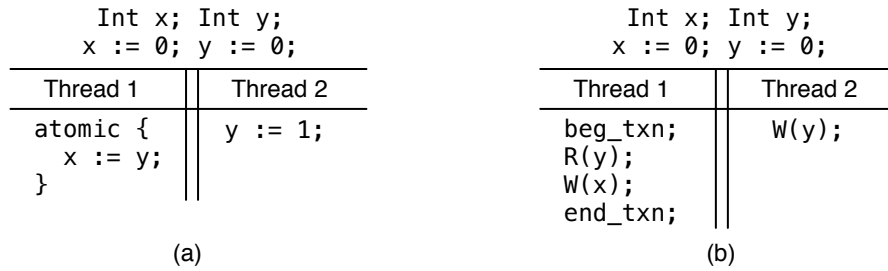 Int x; Int y;
x := 0; y := 0;
Thread 1 Thread 2
atomic { y := 1;
x := y;
}
(a)
Int x; Int y;
x := 0; y := 0;
Thread 1 Thread 2
beg_txn; W(y);
R(y);
W(x);
end_txn;
(b)